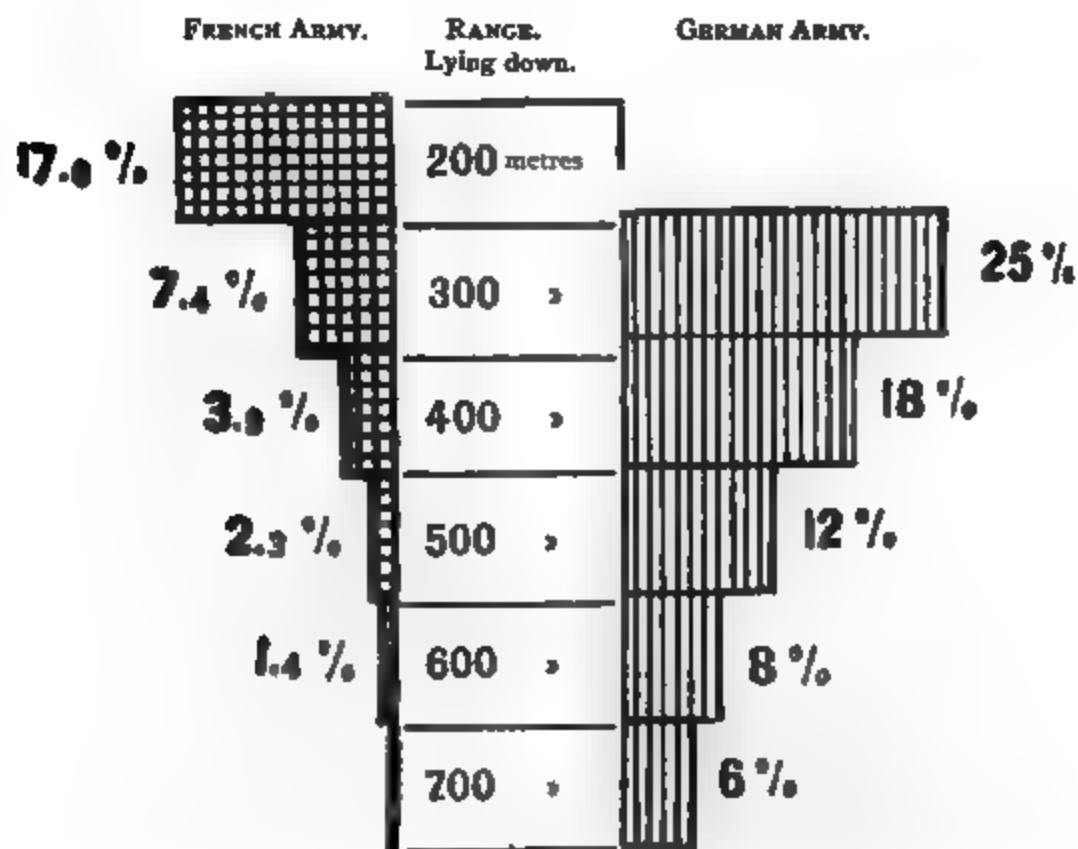 FRENCH ARMY. RANGE. GERMAN ARMY.
Lying down.
200 metres
7.4 % 300 » 25 %
400 » 18 %
2.3 % 500 » 12 %
1.4 % 600 » 8 %
700 » 6 %